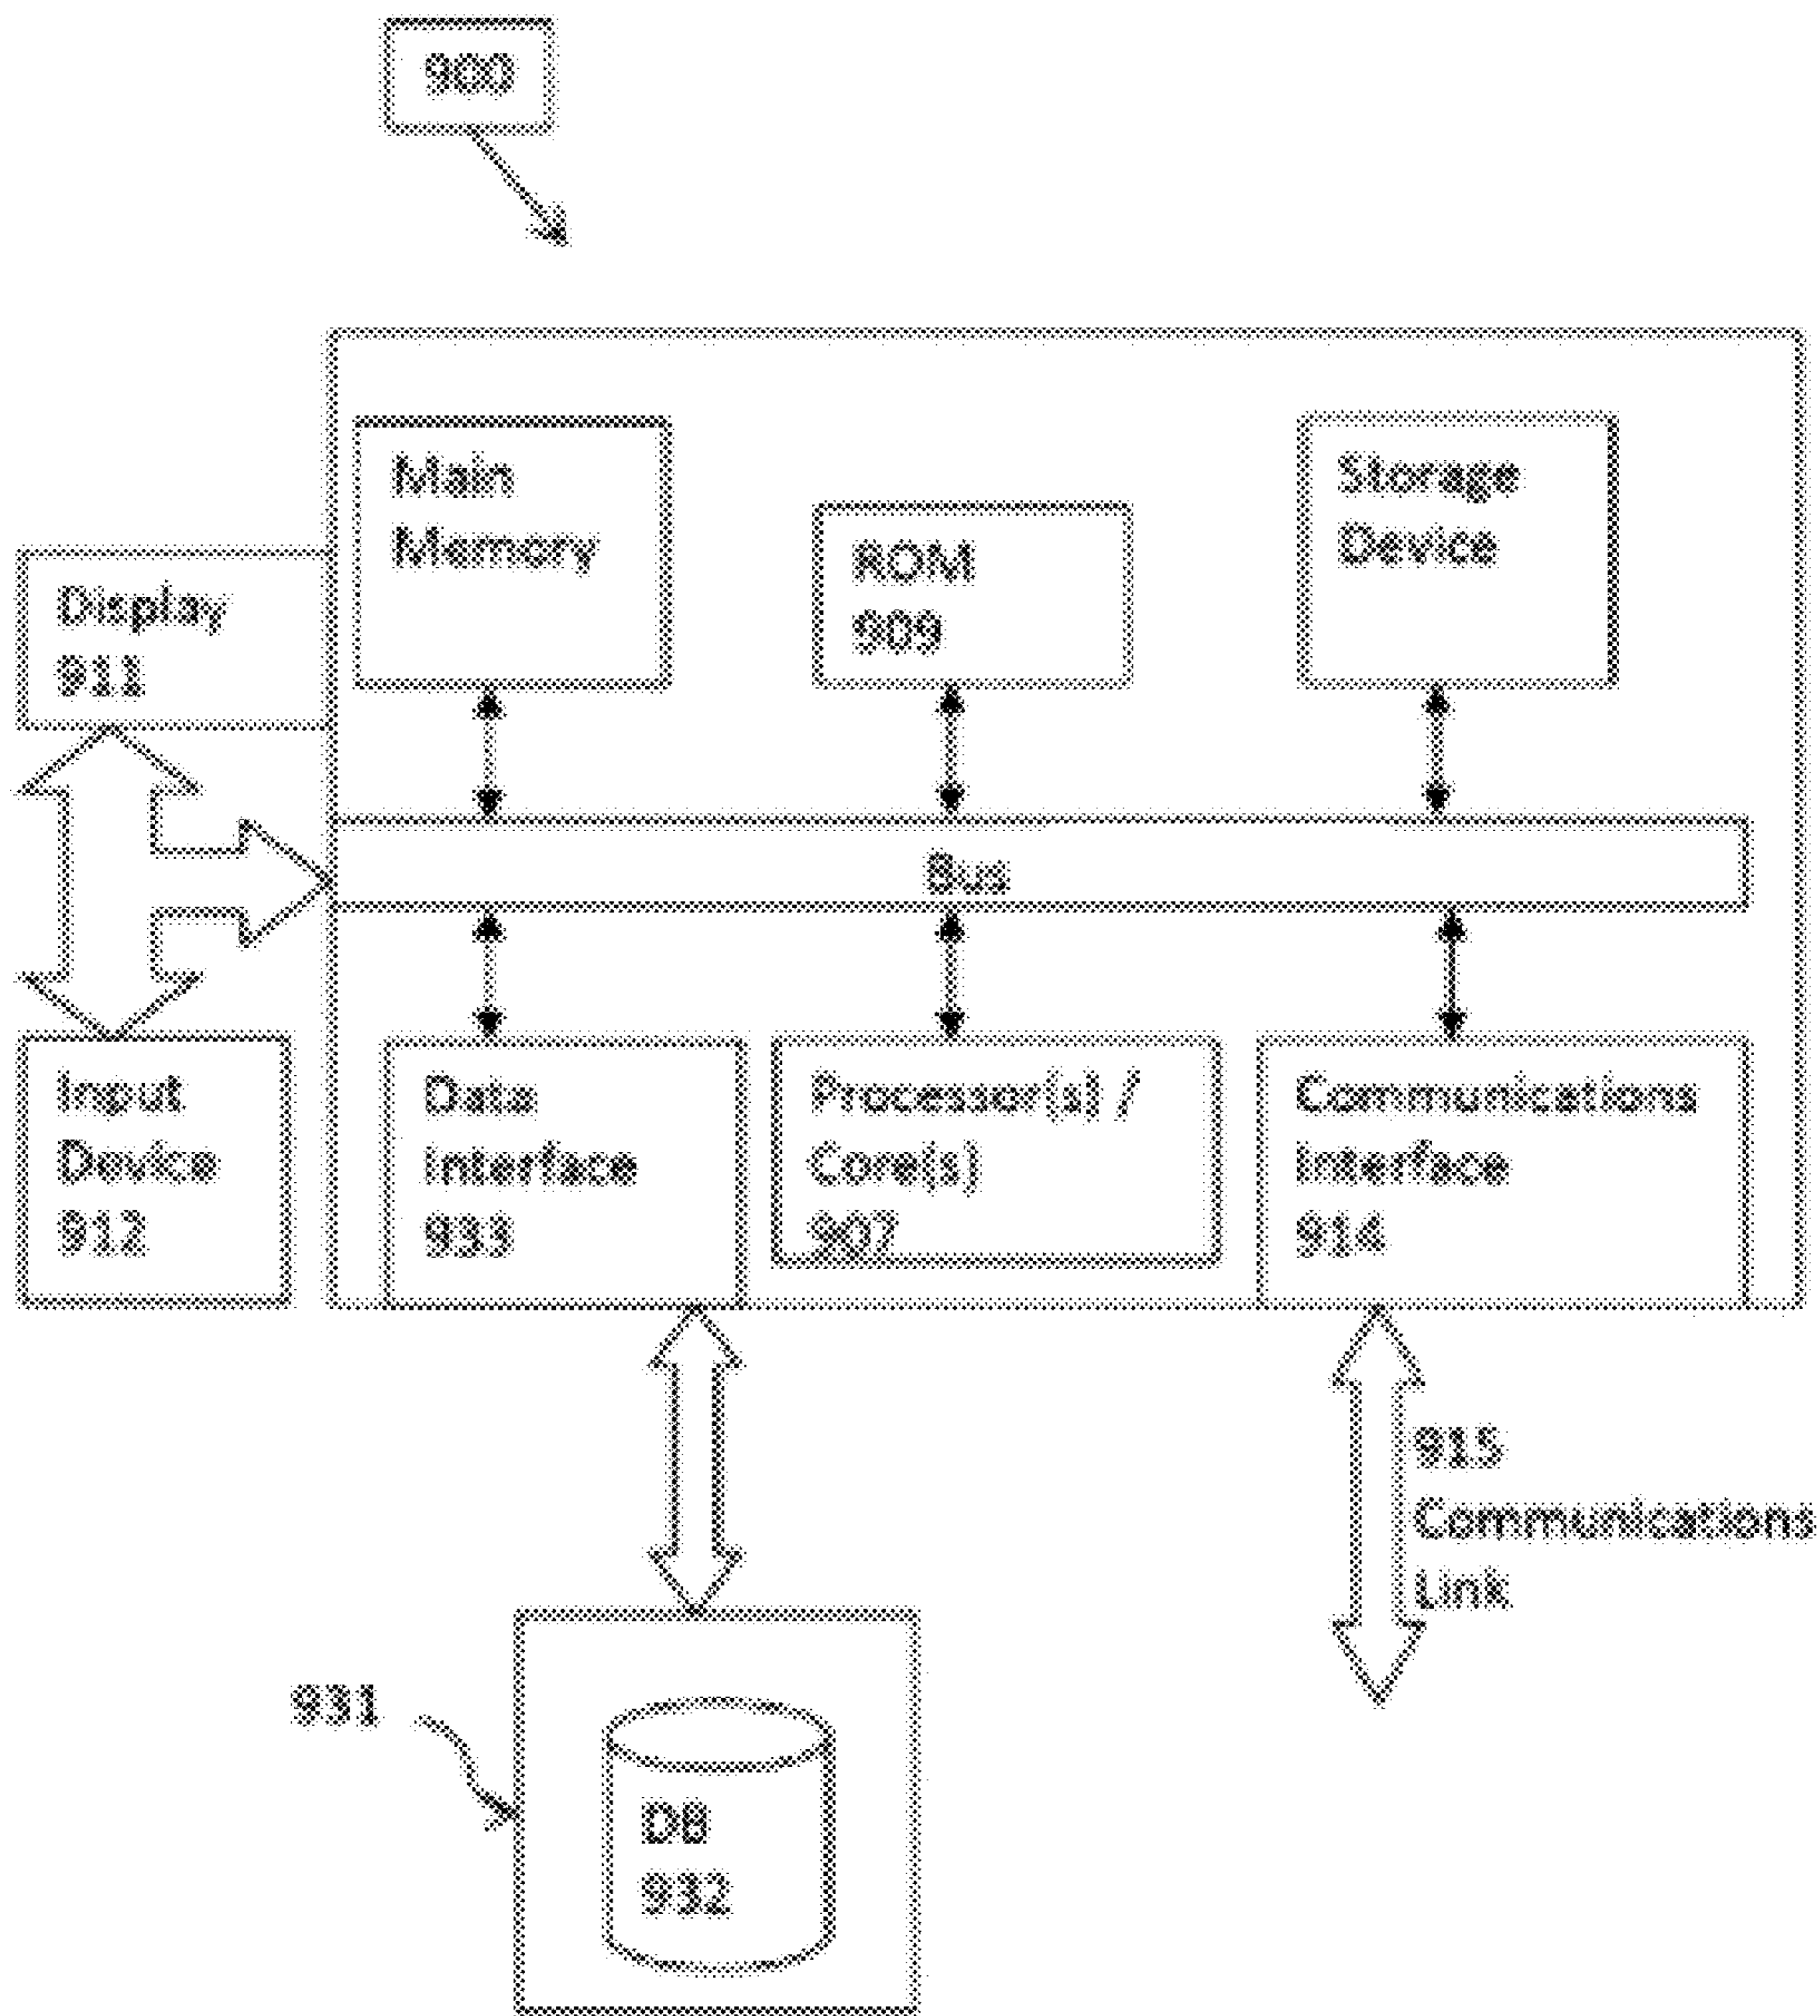 900
Main
Memory
ROM
909
Storage
Device
Display
911
Bus
Input
Device
912
Data
Interface
933
Processor(s) /
Core(s)
907
Communications
Interface
914
915
Communications
Link
931
DB
932